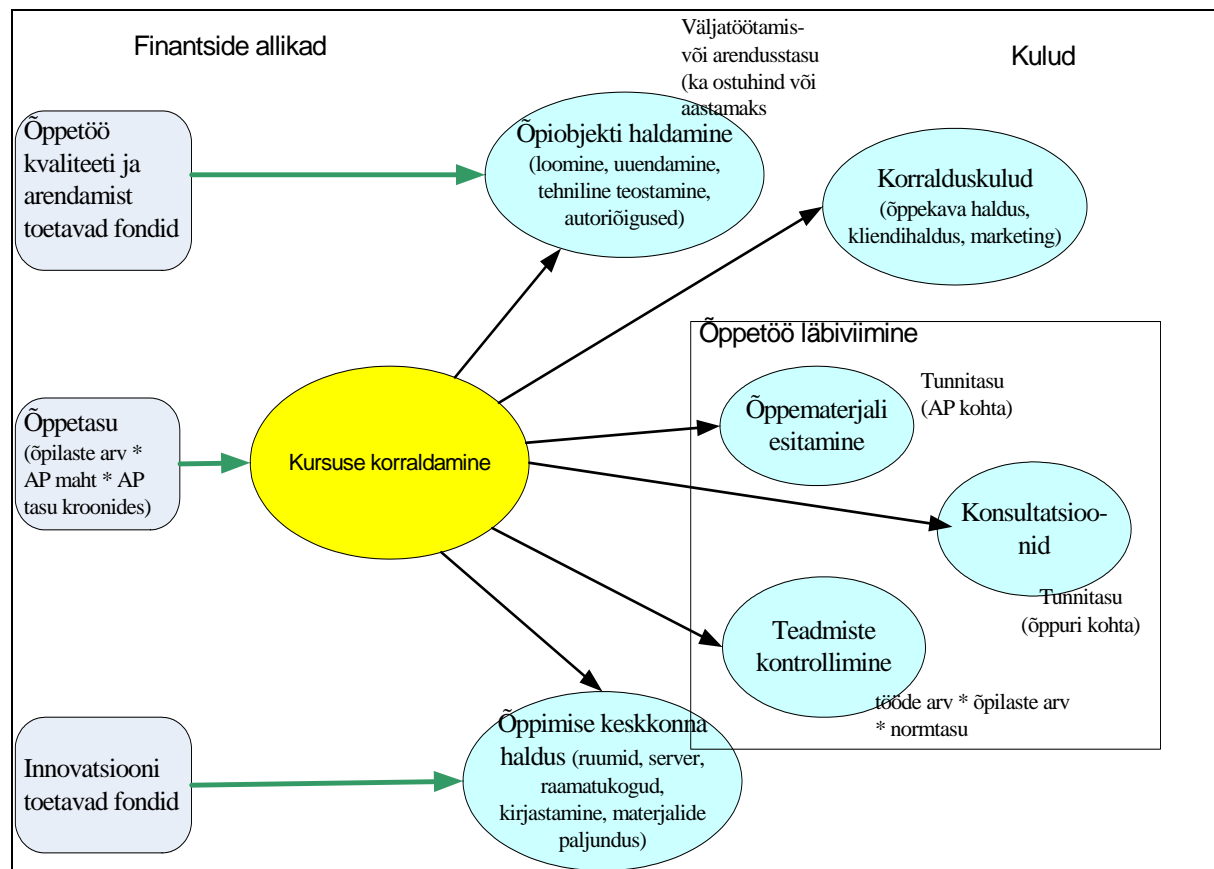 Finantside allikad
Väljatöötamis-
või arendusstasu
(ka ostuhind või
aastamaks
Kulud
Õppetöö
kvaliteeti ja
arendamist
toetavad fondid
Õpiobjekti haldamine
(loomine, uuendamine,
tehniline teostamine,
autoriõigused)
Korralduskulud
(õppekava haldus,
kliendihaldus, marketing)
Õppetöö läbiviimine
Õppematerjali
esitamine
Tunnitasu
(AP kohta)
Õppetasu
(õpilaste arv *
AP maht * AP
tasu kroonides)
Kursuse korraldamine
Konsultatsioo-
nid
Tunnitasu
(õppuri kohta)
Teadmiste
kontrollimine
tööde arv * õpilaste arv
* normtasu
Innovatsiooni
toetavad fondid
Õppimise keskkonna
haldus (ruumid, server,
raamatukogud,
kirjastamine, materjalide
paljundus)